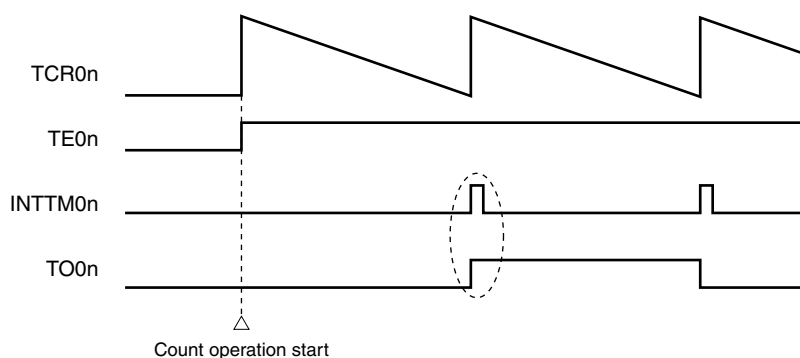 TCR0n
TE0n
INTTM0n
TO0n
Count operation start